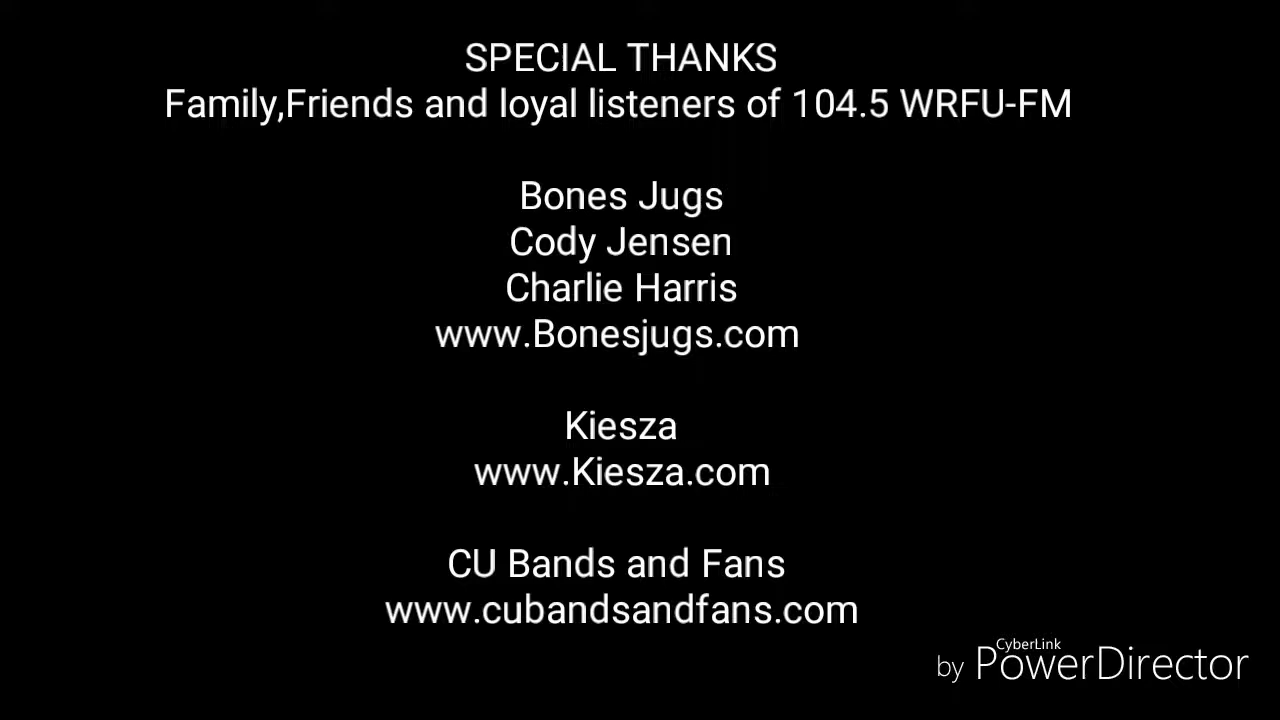 SPECIAL THANKS
Family,Friends and loyal listeners of 104.5 WRFU-FM
Bones Jugs
Cody Jensen
Charlie Harris
www.Bonesjugs.com
Kiesza
www.Kiesza.com
CU Bands and Fans
www.cubandsandfans.com
CyberLink
by PowerDirector